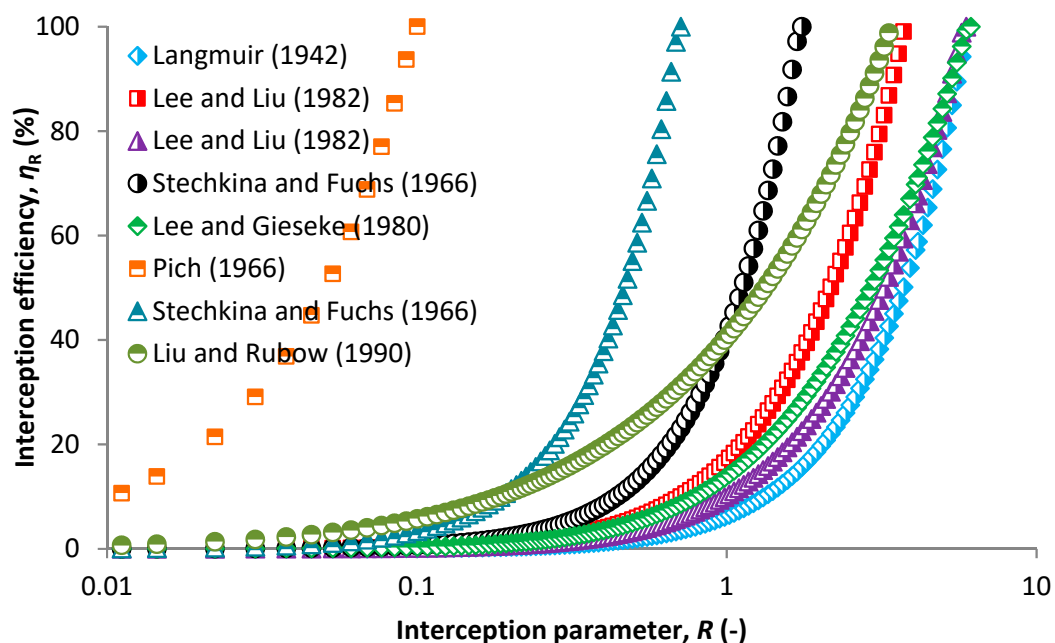 100
80
60
40
20
0
Interception efficiency, ηR (%)
Langmuir (1942)
Lee and Liu (1982)
Lee and Liu (1982)
Stechkina and Fuchs (1966)
Lee and Gieseke (1980)
Pich (1966)
Stechkina and Fuchs (1966)
Liu and Rubow (1990)
0.01
0.1
1
10
Interception parameter, R (-)